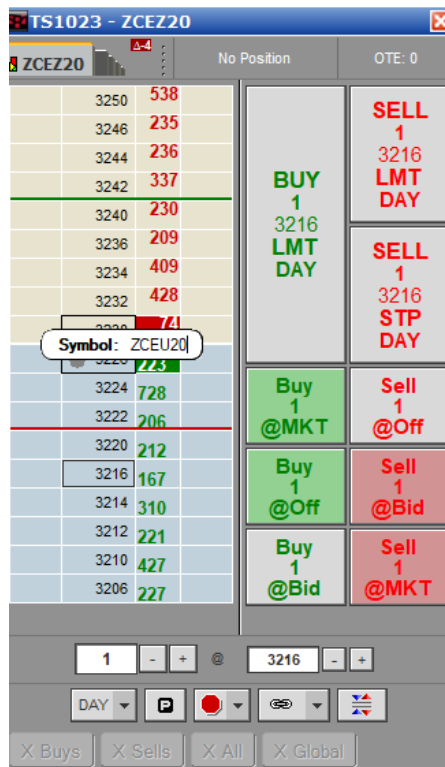 TS1023 - ZCEZ20
ZCEZ20
Δ-4
No Position
OTE: 0
3250 538
3246 235
3244 236
3242 337
3240 230
3236 209
3234 409
3232 428
74
Symbol: ZCEU20
223
3224 728
3222 206
3220 212
3216 167
3214 310
3212 221
3210 427
3206 227
BUY
1
3216
LMT
DAY
SELL
1
3216
LMT
DAY
SELL
1
3216
STP
DAY
Buy
1
@MKT
Sell
1
@Off
Buy
1
@Off
Sell
1
@Bid
Buy
1
@Bid
Sell
1
@MKT
1 - + @ 3216 - +
DAY P
X Buys X Sells X All X Global